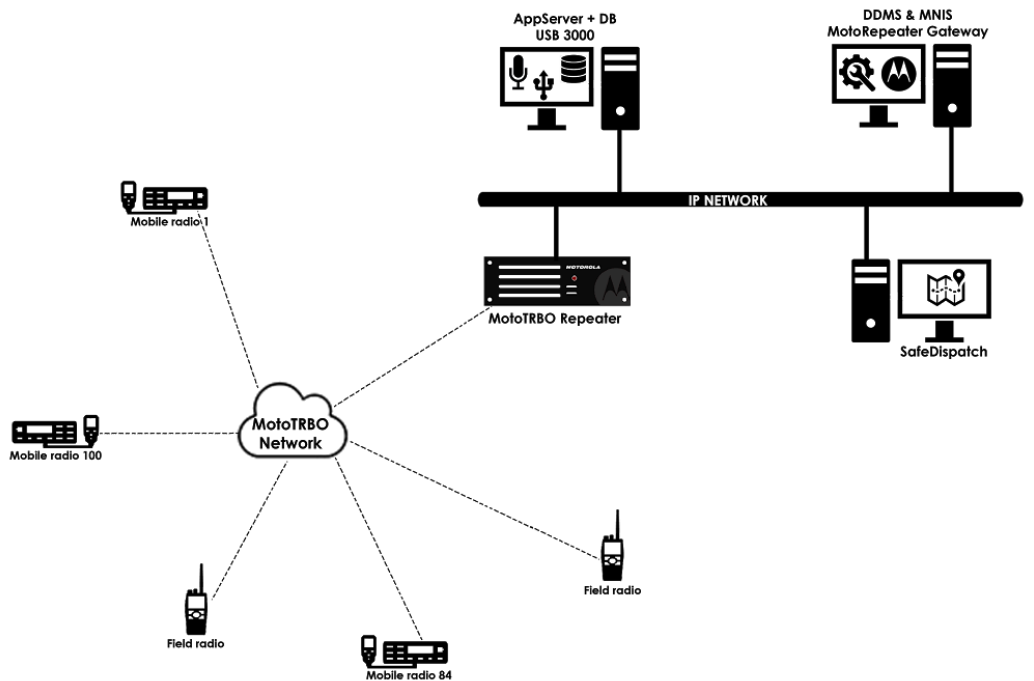 AppServer + DB
USB 3000
DDMS & MNIS
MotoRepeater Gateway
IP NETWORK
Mobile radio 1
MOTOROLA
MotoTRBO Repeater
SafeDispatch
MotoTRBO
Network
Mobile radio 100
Field radio
Field radio
Mobile radio 84